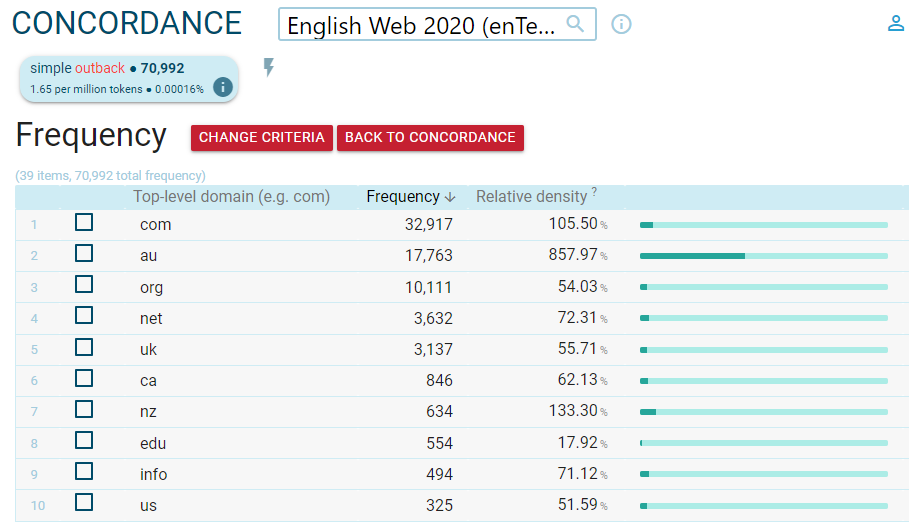 CONCORDANCE English Web 2020 (enTe...
simple outback ● 70,992
1.65 per million tokens ● 0.00016% i
Frequency CHANGE CRITERIA BACK TO CONCORDANCE
(39 items, 70,992 total frequency)
Top-level domain (e.g. com) Frequency ↓ Relative density ?
1 com 32,917 105.50 %
2 au 17,763 857.97 %
3 org 10,111 54.03 %
4 net 3,632 72.31 %
5 uk 3,137 55.71 %
6 ca 846 62.13 %
7 nz 634 133.30 %
8 edu 554 17.92 %
9 info 494 71.12 %
10 us 325 51.59 %